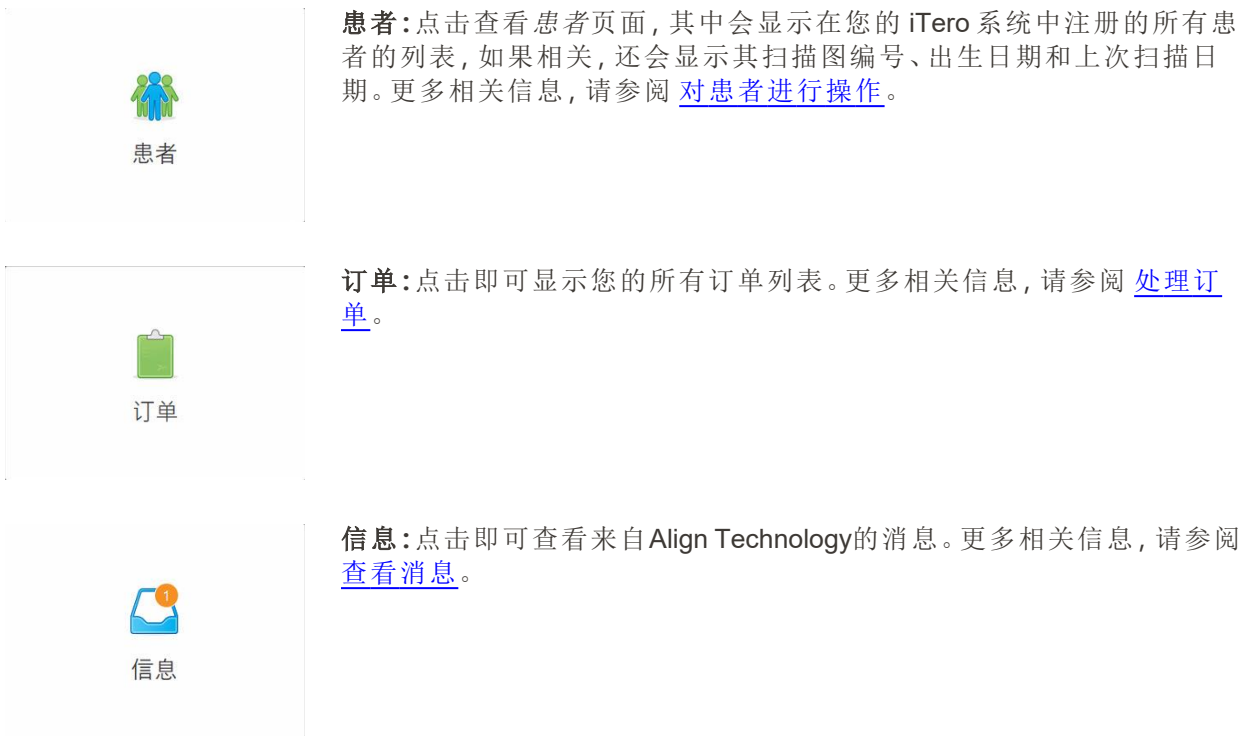 患者:点击查看患者页面,其中会显示在您的 iTero 系统中注册的所有患
者的列表,如果相关,还会显示其扫描图编号、出生日期和上次扫描日
期。更多相关信息,请参阅 对患者进行操作。
患者
订单:点击即可显示您的所有订单列表。更多相关信息,请参阅 处理订
单。
订单
信息:点击即可查看来自Align Technology的消息。更多相关信息,请参阅
查看消息。
1
信息